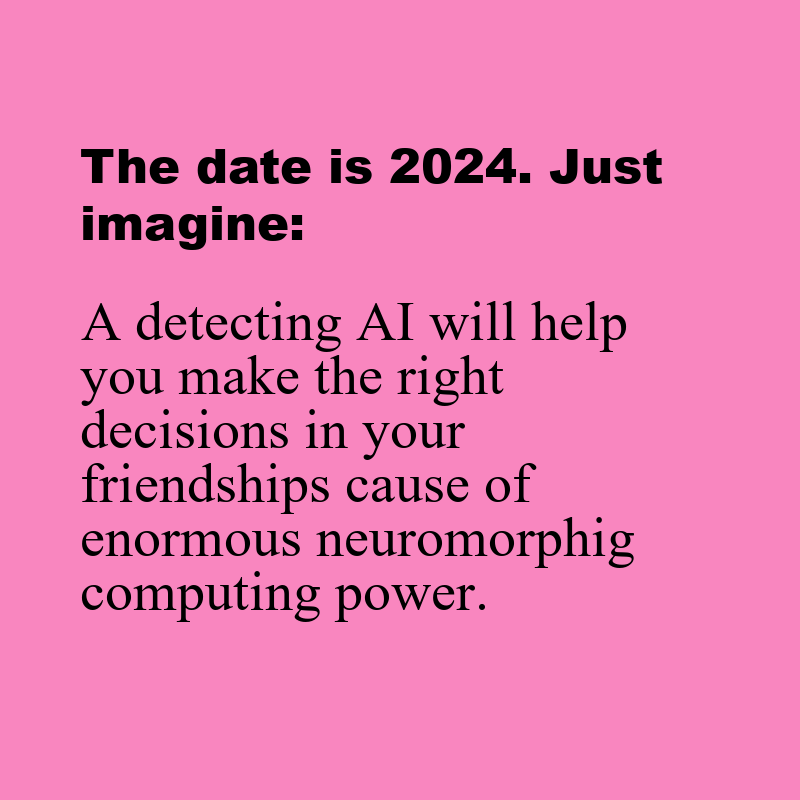 The date is 2024. Just
imagine:
A detecting AI will help
you make the right
decisions in your
friendships cause of
enormous neuromorphig
computing power.